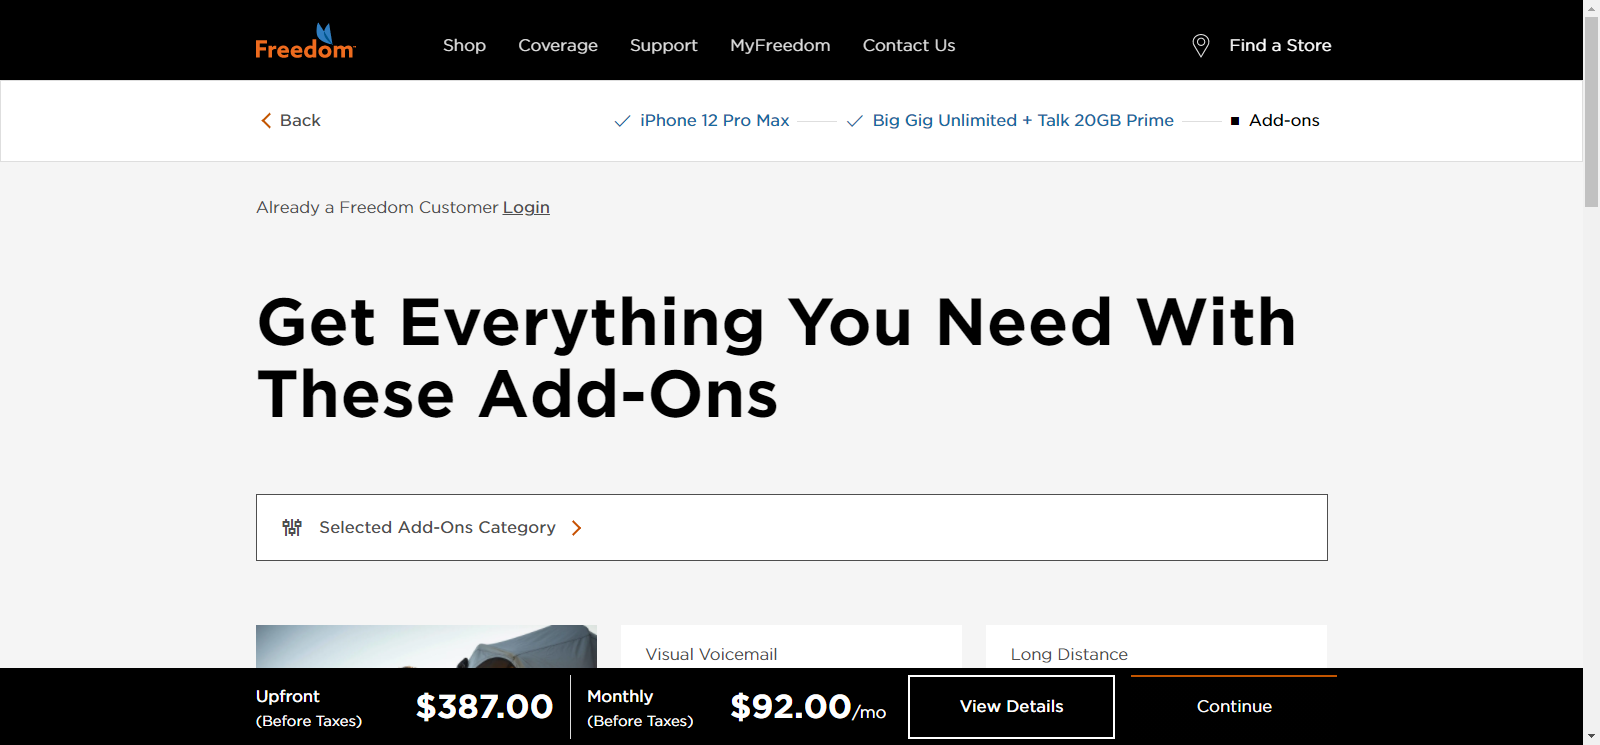 Freedom
Shop Coverage Support MyFreedom Contact Us Find a Store
Back iPhone 12 Pro Max Big Gig Unlimited + Talk 20GB Prime Add-ons
Already a Freedom Customer Login
Get Everything You Need With
These Add-Ons
Selected Add-Ons Category
Visual Voicemail Long Distance
Upfront
(Before Taxes)
$387.00
Monthly
(Before Taxes)
$92.00/mo
View Details
Continue